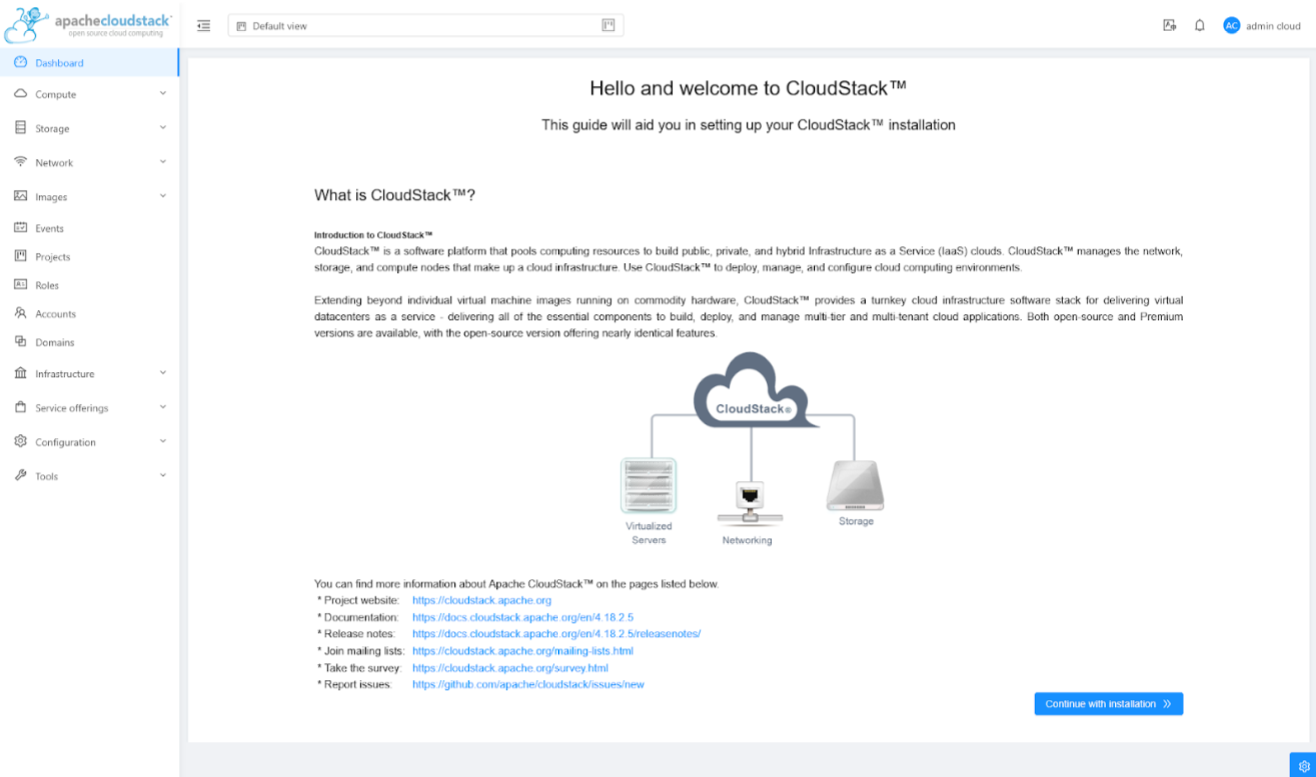 apachecloudstack™
open source cloud computing
Default view
AC admin cloud
Dashboard
Compute
Storage
Network
Images
Events
Projects
Roles
Accounts
Domains
Infrastructure
Service offerings
Configuration
Tools
Hello and welcome to CloudStack™
This guide will aid you in setting up your CloudStack™ installation
What is CloudStack™?
Introduction to CloudStack™
CloudStack™ is a software platform that pools computing resources to build public, private, and hybrid Infrastructure as a Service (IaaS) clouds. CloudStack™ manages the network,
storage, and compute nodes that make up a cloud infrastructure. Use CloudStack™ to deploy, manage, and configure cloud computing environments.
Extending beyond individual virtual machine images running on commodity hardware, CloudStack™ provides a turnkey cloud infrastructure software stack for delivering virtual
datacenters as a service - delivering all of the essential components to build, deploy, and manage multi-tier and multi-tenant cloud applications. Both open-source and Premium
versions are available, with the open-source version offering nearly identical features.
CloudStack®
Virtualized
Servers
Networking
Storage
You can find more information about Apache CloudStack™ on the pages listed below.
* Project website: https://cloudstack.apache.org
* Documentation: https://docs.cloudstack.apache.org/en/4.18.2.5
* Release notes: https://docs.cloudstack.apache.org/en/4.18.2.5/releasenotes/
* Join mailing lists: https://cloudstack.apache.org/mailing-lists.html
* Take the survey: https://cloudstack.apache.org/survey.html
* Report issues: https://github.com/apache/cloudstack/issues/new
Continue with installation